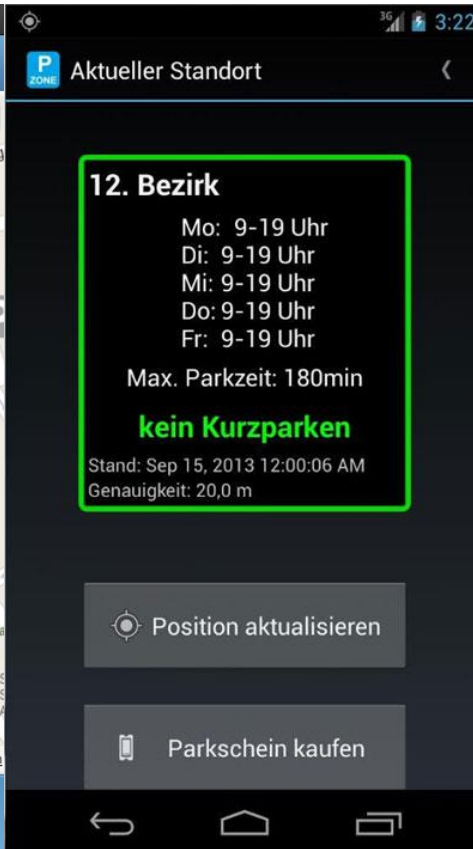 3G 3:22
P
ZONE
Aktueller Standort
12. Bezirk
Mo: 9-19 Uhr
Di: 9-19 Uhr
Mi: 9-19 Uhr
Do: 9-19 Uhr
Fr: 9-19 Uhr
Max. Parkzeit: 180min
kein Kurzparken
Stand: Sep 15, 2013 12:00:06 AM
Genauigkeit: 20,0 m
Position aktualisieren
Parkschein kaufen